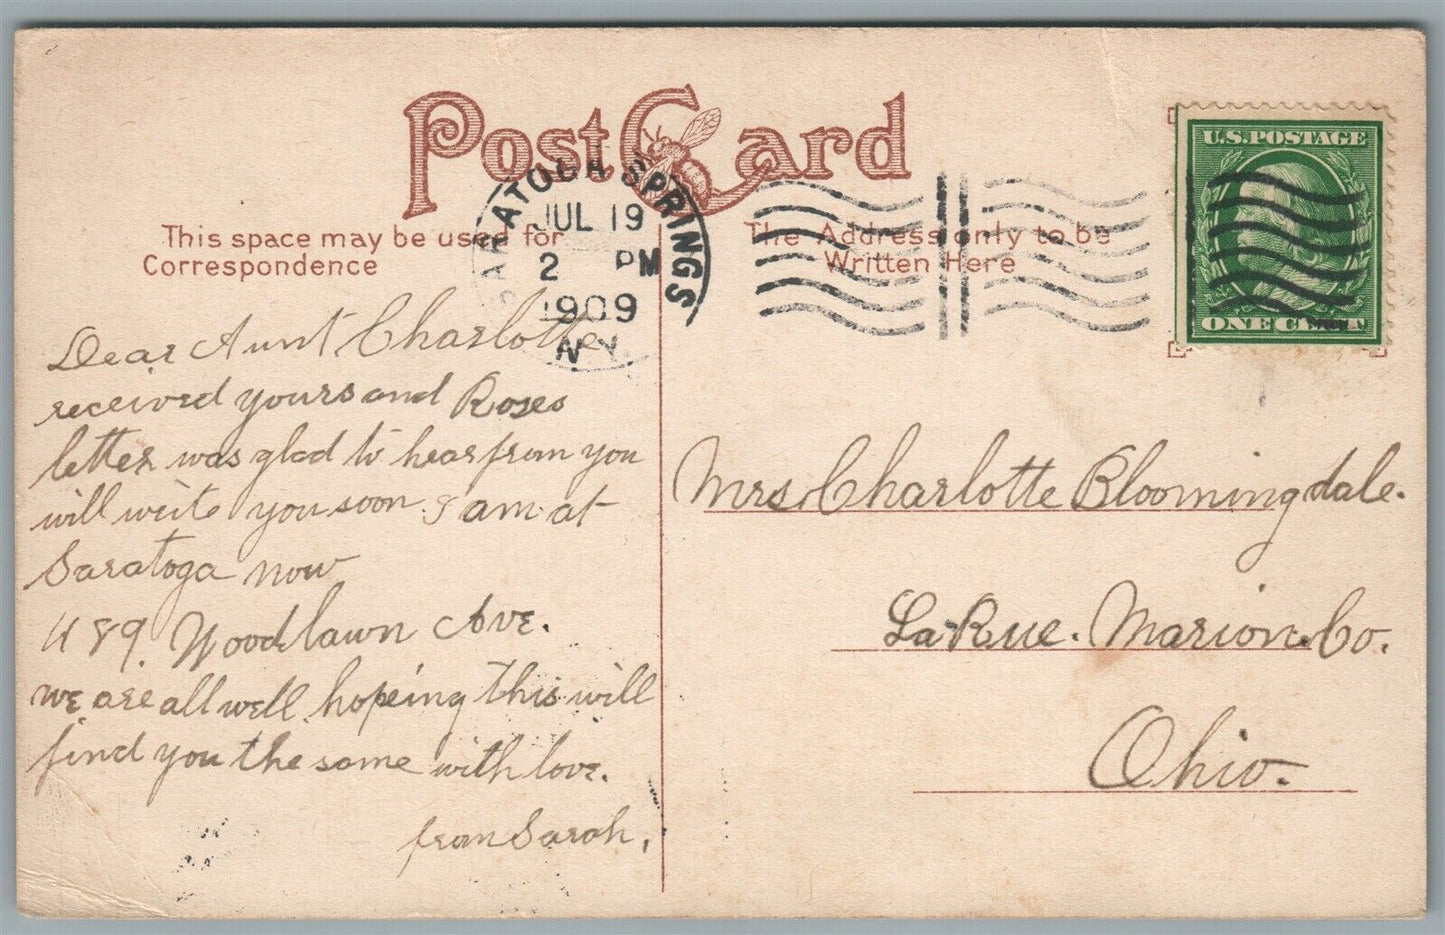 Post Card
This space may be used for
Correspondence
SARATOGA SPRINGS
JUL 19
2 PM
1909
N.Y.
The Address only to be
Written Here
U.S. POSTAGE
ONE CENT
Dear Aunt Charlotte
received yours and Roses
letter was glad to hear from you
will write you soon I am at
Saratoga now
489. Woodlawn Ave.
we are all well hopeing this will
find you the same with love.
from Sarah.
Mrs. Charlotte Bloomingdale.
LaRue. Marion. Co.
Ohio.